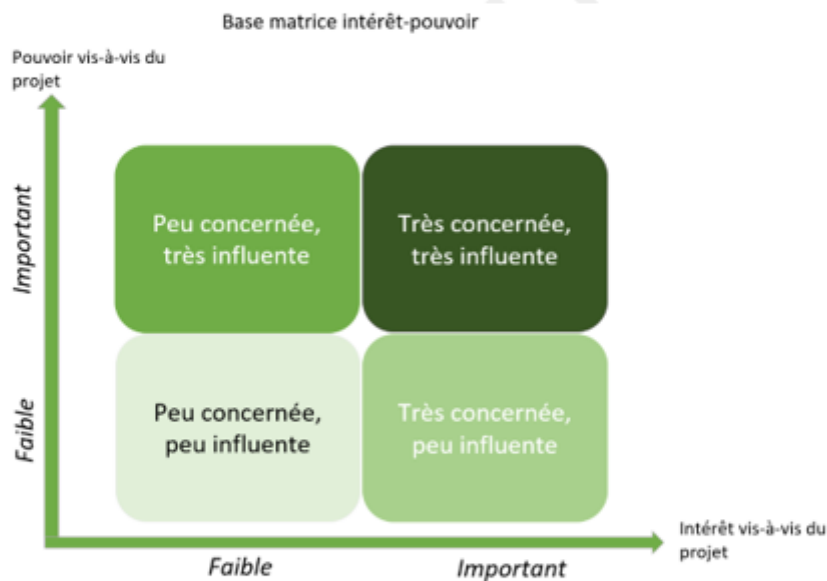 Base matrice intérêt-pouvoir
Pouvoir vis-à-vis du
projet
Important
Peu concernée,
très influente
Très concernée,
très influente
Faible
Peu concernée,
peu influente
Très concernée,
peu influente
Intérêt vis-à-vis du
projet
Faible
Important